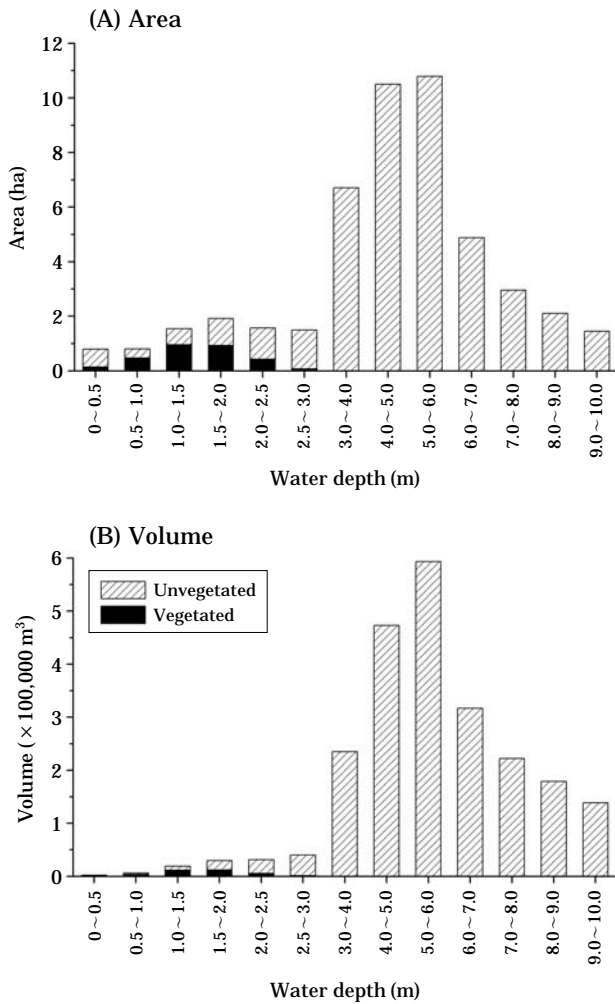 (A) Area
12
10
8
6
4
2
0
Area (ha)
0 ~ 0.5
0.5 ~ 1.0
1.0 ~ 1.5
1.5 ~ 2.0
2.0 ~ 2.5
2.5 ~ 3.0
3.0 ~ 4.0
4.0 ~ 5.0
5.0 ~ 6.0
6.0 ~ 7.0
7.0 ~ 8.0
8.0 ~ 9.0
9.0 ~ 10.0
Water depth (m)
(B) Volume
6
5
4
3
2
1
0
Volume (×100,000 m³)
Unvegetated
Vegetated
0 ~ 0.5
0.5 ~ 1.0
1.0 ~ 1.5
1.5 ~ 2.0
2.0 ~ 2.5
2.5 ~ 3.0
3.0 ~ 4.0
4.0 ~ 5.0
5.0 ~ 6.0
6.0 ~ 7.0
7.0 ~ 8.0
8.0 ~ 9.0
9.0 ~ 10.0
Water depth (m)